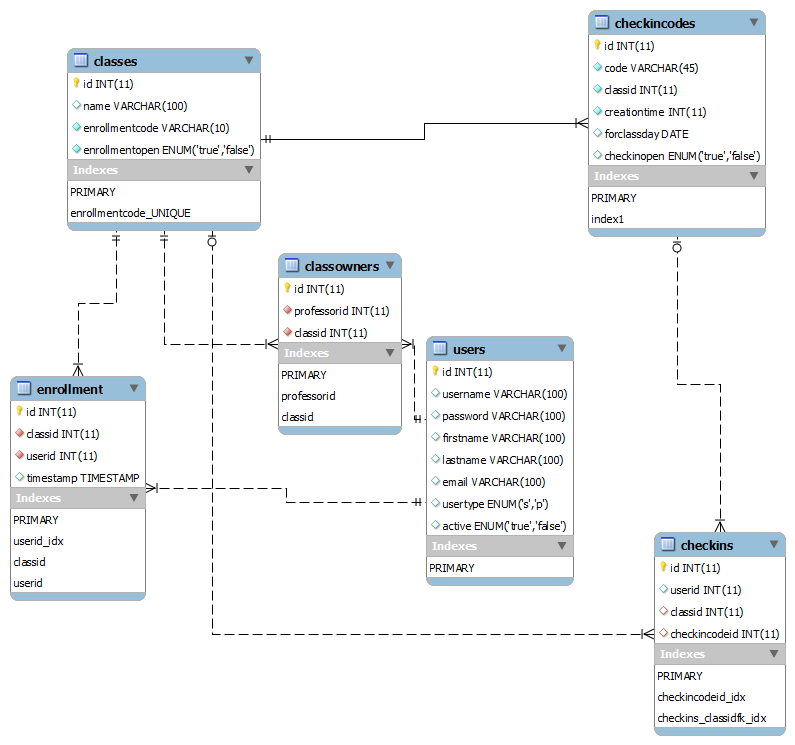 classes
id INT(11)
name VARCHAR(100)
enrollmentcode VARCHAR(10)
enrollmentopen ENUM('true','false')
Indexes
PRIMARY
enrollmentcode_UNIQUE
checkincodes
id INT(11)
code VARCHAR(45)
classid INT(11)
creationtime INT(11)
forclassday DATE
checkinopen ENUM('true','false')
Indexes
PRIMARY
index1
classowners
id INT(11)
professorid INT(11)
classid INT(11)
Indexes
PRIMARY
professorid
classid
users
id INT(11)
username VARCHAR(100)
password VARCHAR(100)
firstname VARCHAR(100)
lastname VARCHAR(100)
email VARCHAR(100)
usertype ENUM('s','p')
active ENUM('true','false')
Indexes
PRIMARY
enrollment
id INT(11)
classid INT(11)
userid INT(11)
timestamp TIMESTAMP
Indexes
PRIMARY
userid_idx
classid
userid
checkins
id INT(11)
userid INT(11)
classid INT(11)
checkincodeid INT(11)
Indexes
PRIMARY
checkincodeid_idx
checkins_classidfk_idx